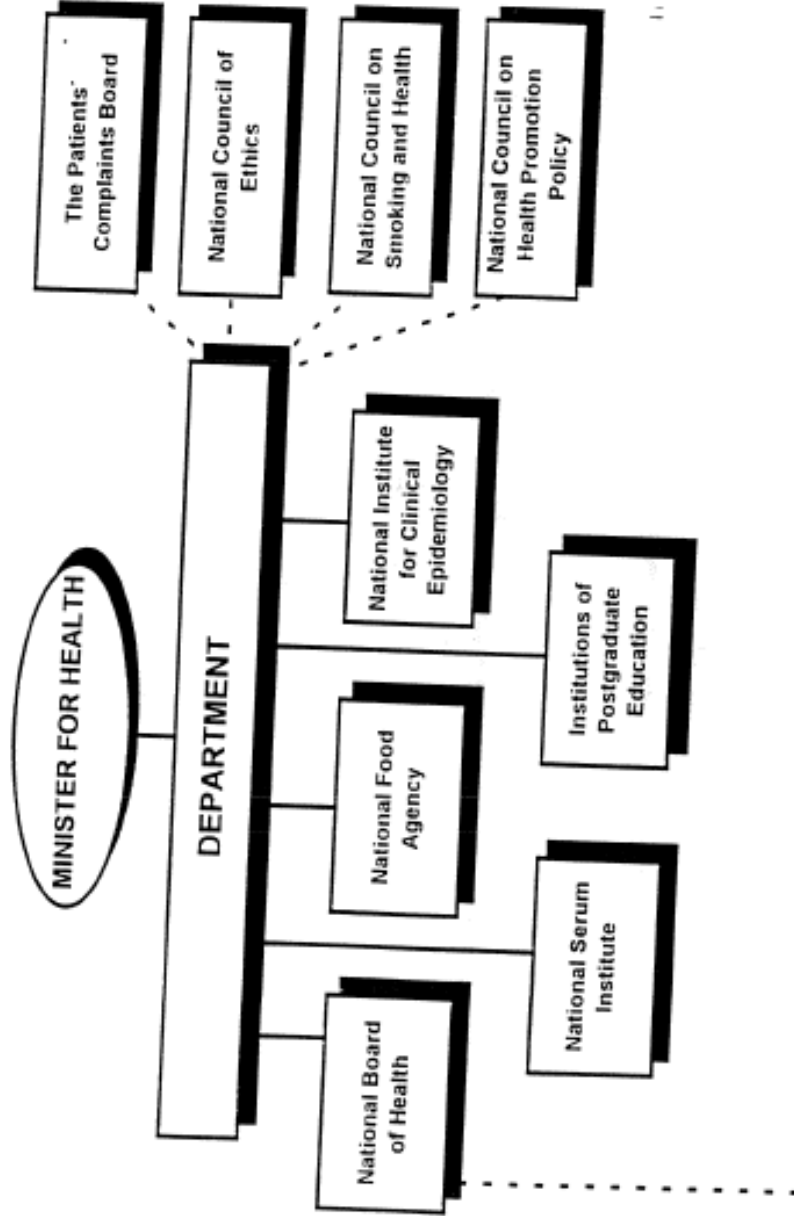 MINISTER FOR HEALTH
DEPARTMENT
The Patients'
Complaints Board
National Council of
Ethics
National Council on
Smoking and Health
National Council on
Health Promotion
Policy
National Board
of Health
National Food
Agency
National Institute
for Clinical
Epidemiology
National Serum
Institute
Institutions of
Postgraduate
Education